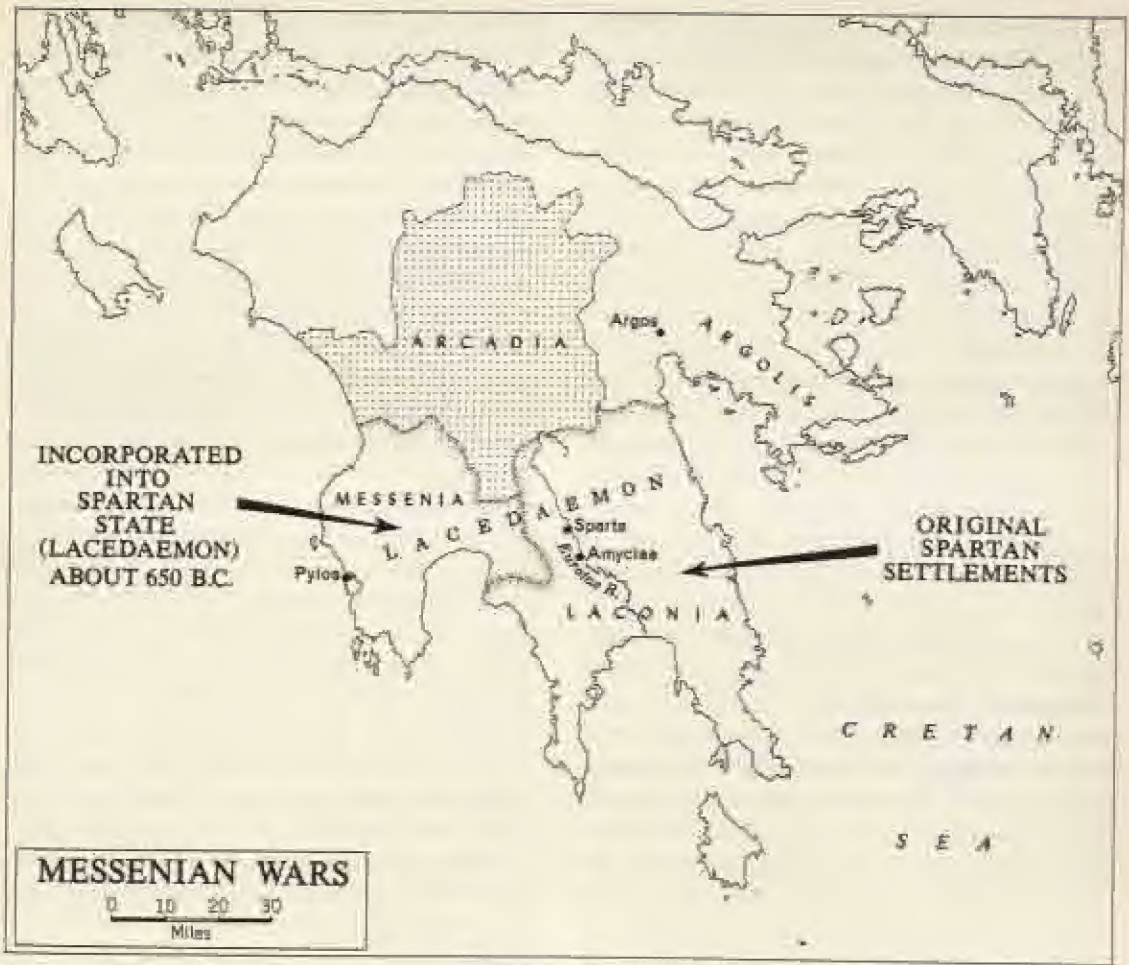 ARCADIA
Argos
ARGOLIS
INCORPORATED
INTO
SPARTAN
STATE
(LACEDAEMON)
ABOUT 650 B.C.
MESSENIA
LACEDAEMON
Sparta
Amyclae
Eurotas R.
Pylos
LACONIA
ORIGINAL
SPARTAN
SETTLEMENTS
CRETAN
SEA
MESSENIAN WARS
0 10 20 30
Miles